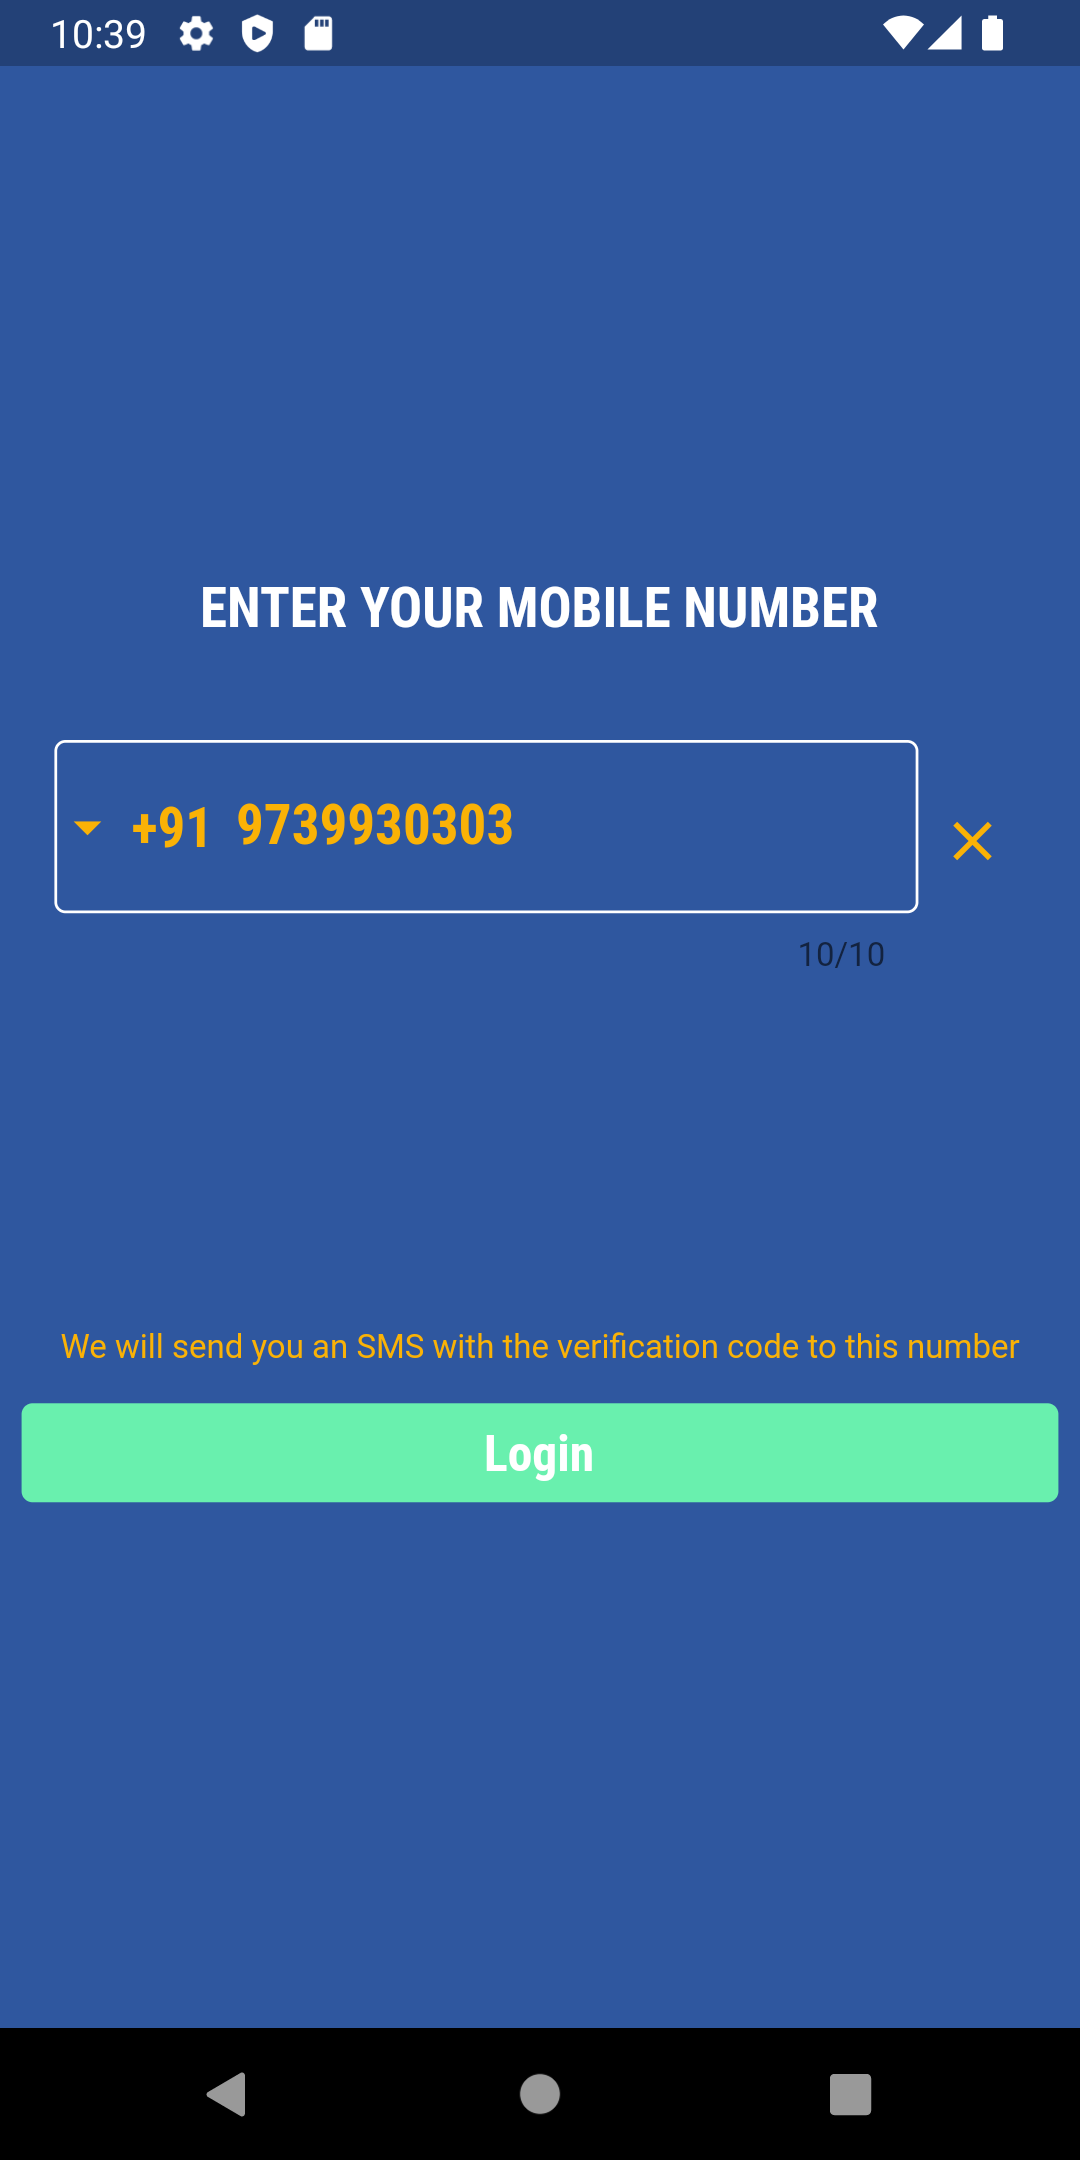 10:39
ENTER YOUR MOBILE NUMBER
+91 9739930303
10/10
We will send you an SMS with the verification code to this number
Login